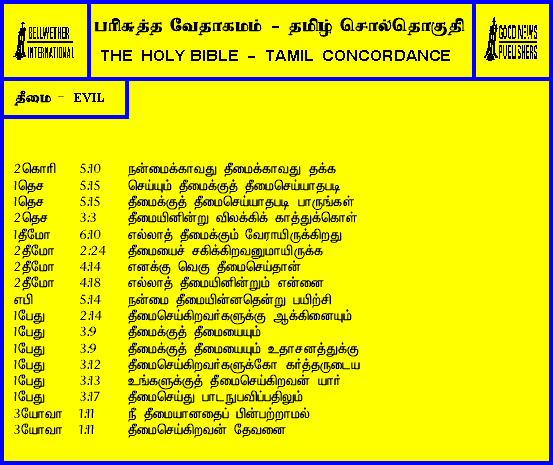 BELLWETHER
INTERNATIONAL
பரிசுத்த வேதாகமம் - தமிழ் சொல்தொகுதி
THE HOLY BIBLE - TAMIL CONCORDANCE
GOOD NEWS
PUBLISHERS
தீமை - EVIL
2கொரி 5:10 நன்மைக்காவது தீமைக்காவது தக்க
1தெச 5:15 செய்யும் தீமைக்குத் தீமைசெய்யாதபடி
1தெச 5:15 தீமைக்குத் தீமைசெய்யாதபடி பாருங்கள்
2தெச 3:3 தீமையினின்று விலக்கிக் காத்துக்கொள்
1தீமோ 6:10 எல்லாத் தீமைக்கும் வேராயிருக்கிறது
2தீமோ 2:24 தீமையைச் சகிக்கிறவனுமாயிருக்க
2தீமோ 4:14 எனக்கு வெகு தீமைசெய்தான்
2தீமோ 4:18 எல்லாத் தீமையினின்றும் என்னை
எபி 5:14 நன்மை தீமையின்னதென்று பயிற்சி
1பேது 2:14 தீமைசெய்கிறவர்களுக்கு ஆக்கினையும்
1பேது 3:9 தீமைக்குத் தீமையையும்
1பேது 3:9 தீமைக்குத் தீமையையும் உதாசனத்துக்கு
1பேது 3:12 தீமைசெய்கிறவர்களுக்கோ கர்த்தருடைய
1பேது 3:13 உங்களுக்குத் தீமைசெய்கிறவன் யார்
1பேது 3:17 தீமைசெய்து பாடநுபவிப்பதிலும்
3யோவா 1:11 நீ தீமையானதைப் பின்பற்றாமல்
3யோவா 1:11 தீமைசெய்கிறவன் தேவனை